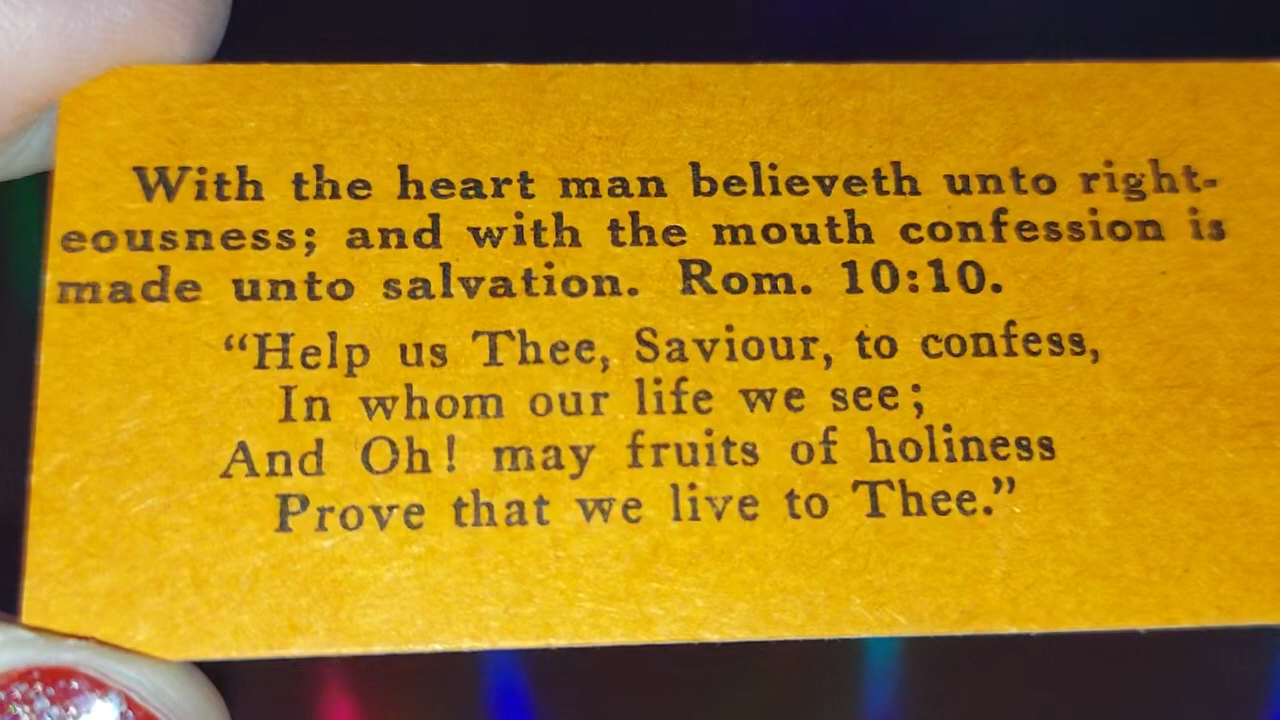 With the heart man believeth unto right-
eousness; and with the mouth confession is
made unto salvation. Rom. 10:10.
“Help us Thee, Saviour, to confess,
In whom our life we see;
And Oh! may fruits of holiness
Prove that we live to Thee.”